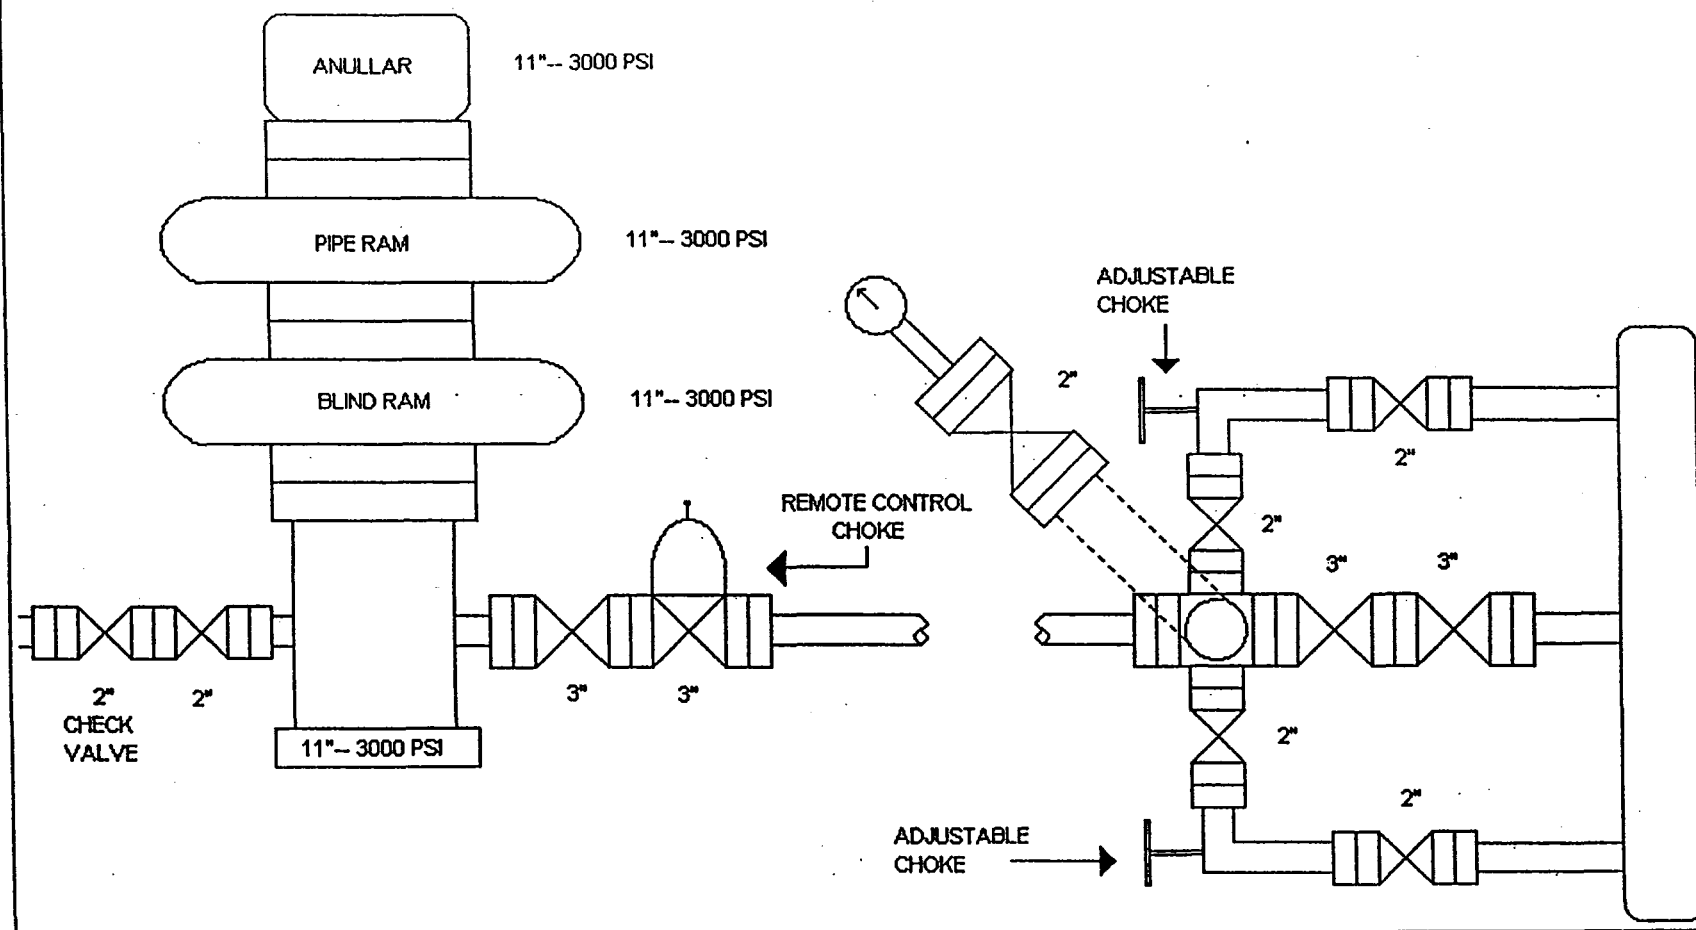 ANULLAR
11"-- 3000 PSI
PIPE RAM
11"-- 3000 PSI
BLIND RAM
11"-- 3000 PSI
REMOTE CONTROL
CHOKE
2"
CHECK
VALVE
2"
11"-- 3000 PSI
3"
3"
ADJUSTABLE
CHOKE
2"
2"
2"
3"
3"
2"
2"
ADJUSTABLE
CHOKE